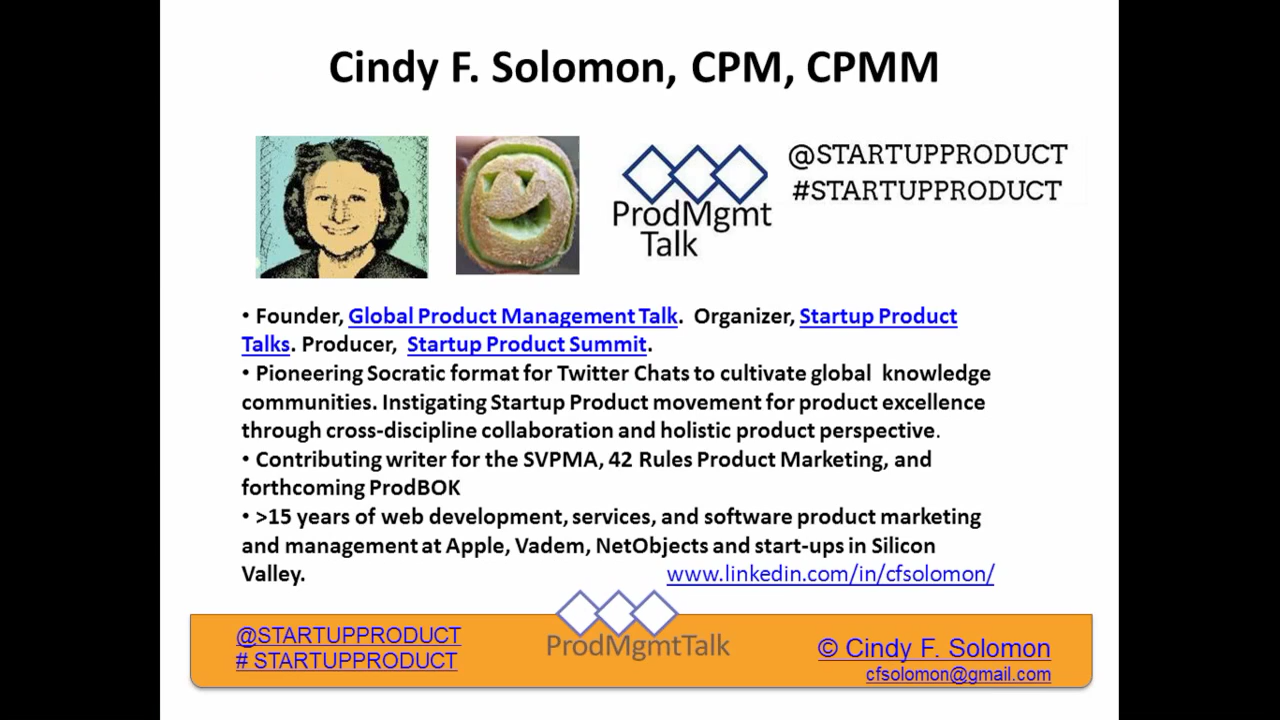 Cindy F. Solomon, CPM, CPMM
ProdMgmt
Talk
@STARTUPPRODUCT
#STARTUPPRODUCT
• Founder, Global Product Management Talk. Organizer, Startup Product
Talks. Producer, Startup Product Summit.
• Pioneering Socratic format for Twitter Chats to cultivate global knowledge
communities. Instigating Startup Product movement for product excellence
through cross-discipline collaboration and holistic product perspective.
• Contributing writer for the SVPMA, 42 Rules Product Marketing, and
forthcoming ProdBOK
• >15 years of web development, services, and software product marketing
and management at Apple, Vadem, NetObjects and start-ups in Silicon
Valley. www.linkedin.com/in/cfsolomon/
@STARTUPPRODUCT
# STARTUPPRODUCT
ProdMgmtTalk
© Cindy F. Solomon
cfsolomon@gmail.com